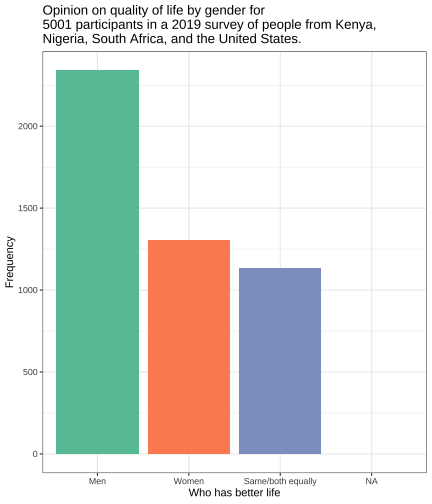 Opinion on quality of life by gender for
5001 participants in a 2019 survey of people from Kenya,
Nigeria, South Africa, and the United States.
2000
1500
1000
500
0
Frequency
Men Women Same/both equally NA
Who has better life